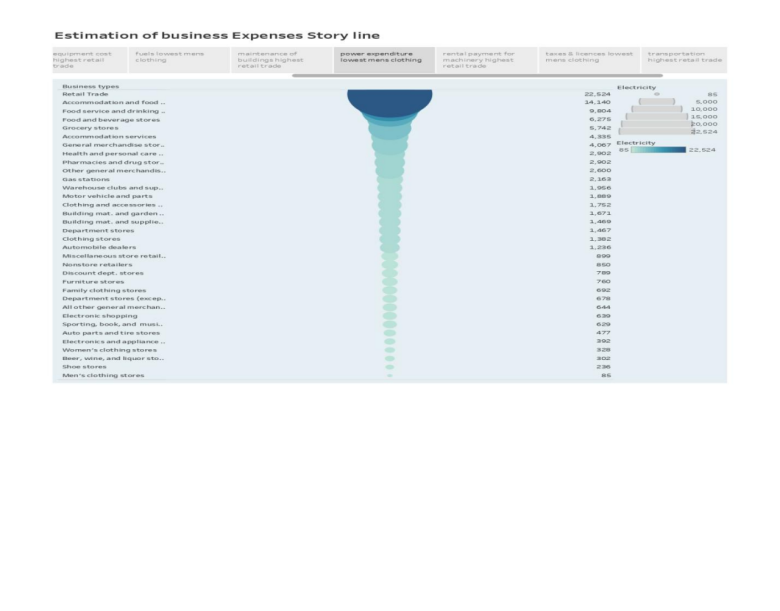 Estimation of business Expenses Story line
equipment cost highest retail trade
fuels lowest mens clothing
maintenance of buildings highest retail trade
power expenditure lowest mens clothing
rental payment for machinery highest retail trade
taxes & licenses lowest mens clothing
transportation highest retail trade
Business types
Retail Trade 22,524
Accommodation and food .. 14,140
Food service and drinking .. 9,804
Food and beverage stores 6,275
Grocery stores 5,742
Accommodation services 4,335
General merchandise stor.. 4,067
Health and personal care .. 2,902
Pharmacies and drug stor.. 2,902
Other general merchandis.. 2,600
Gas stations 2,163
Warehouse clubs and sup.. 1,956
Motor vehicle and parts 1,889
Clothing and accessories .. 1,752
Building mat. and garden .. 1,671
Building mat. and supplie.. 1,469
Department stores 1,467
Clothing stores 1,382
Automobile dealers 1,236
Miscellaneous store retail.. 899
Nonstore retailers 850
Discount dept. stores 789
Furniture stores 760
Family clothing stores 692
Department stores (excep.. 678
All other general merchan.. 644
Electronic shopping 639
Sporting, book, and musi.. 629
Auto parts and tire stores 477
Electronics and appliance .. 392
Women's clothing stores 328
Beer, wine, and liquor sto.. 302
Shoe stores 236
Men's clothing stores 85
Electricity
85
5,000
10,000
15,000
20,000
22,524
Electricity
85 22,524